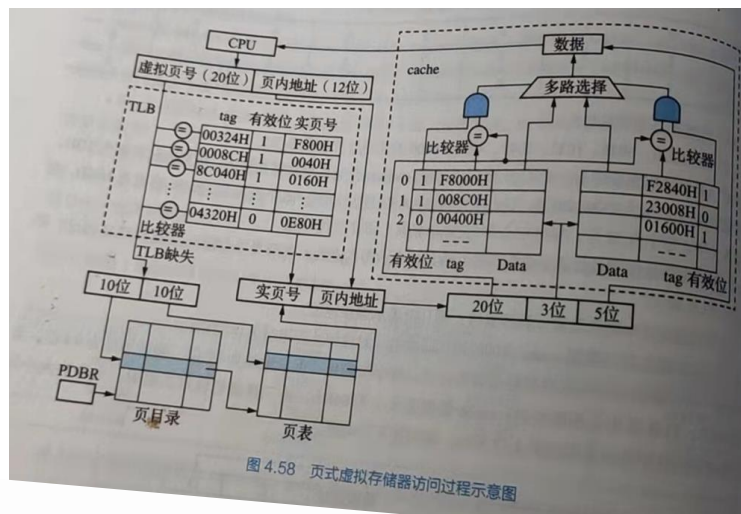 CPU
虚拟页号（20位） 页内地址（12位）
TLB
tag 有效位 实页号
= 00324H 1 F800H
= 0008CH 1 0040H
= 8C040H 1 0160H
⋮ ⋮ ⋮ ⋮
= 04320H 0 0E80H
比较器
TLB缺失
10位 10位
实页号 页内地址
PDBR
页目录
页表
数据
cache
多路选择
比较器 = = 比较器
0 1 F8000H
1 1 008C0H
2 0 00400H
---
有效位 tag Data
F2840H 1
23008H 0
01600H 1
---
Data tag 有效位
20位 3位 5位
图 4.58 页式虚拟存储器访问过程示意图